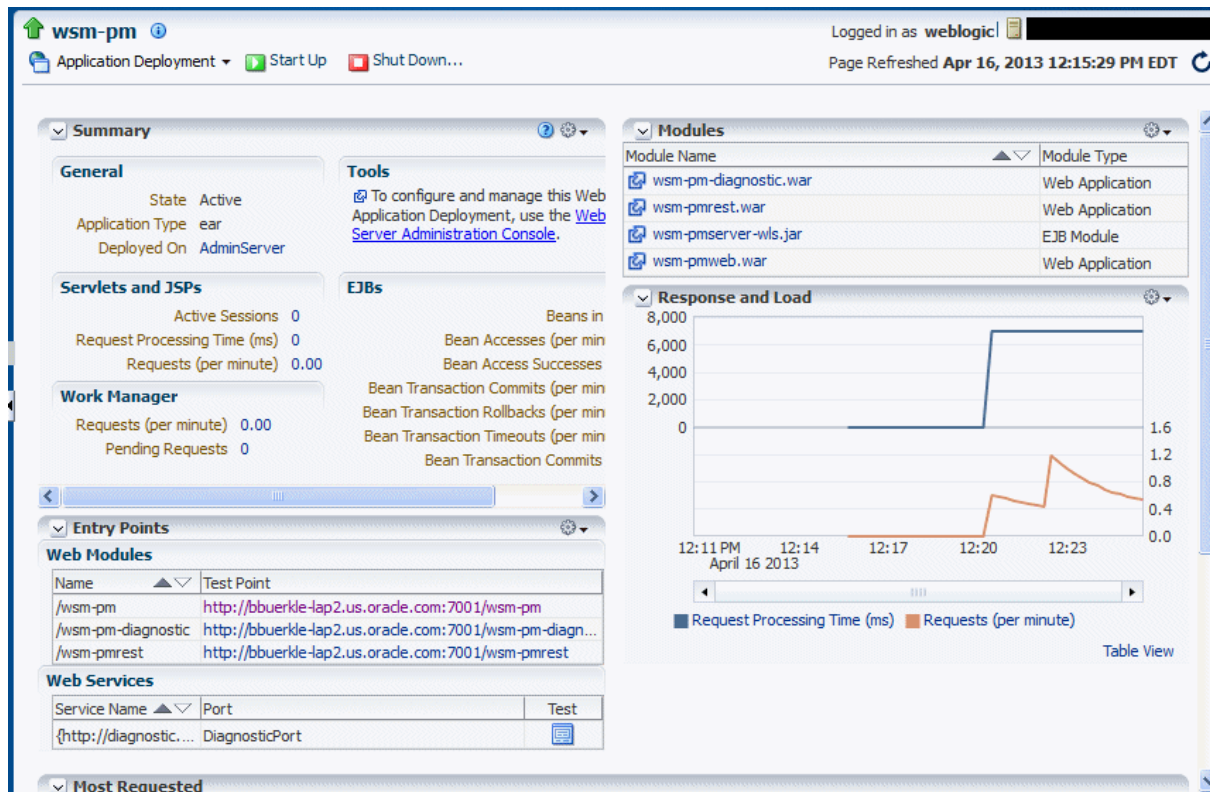 wsm-pm
Logged in as weblogic
Application Deployment Start Up Shut Down...
Page Refreshed Apr 16, 2013 12:15:29 PM EDT
Summary
General
State Active
Application Type ear
Deployed On AdminServer
Tools
To configure and manage this Web
Application Deployment, use the Web
Server Administration Console.
Servlets and JSPs
Active Sessions 0
Request Processing Time (ms) 0
Requests (per minute) 0.00
Work Manager
Requests (per minute) 0.00
Pending Requests 0
EJBs
Beans in
Bean Accesses (per min
Bean Access Successes
Bean Transaction Commits (per min
Bean Transaction Rollbacks (per min
Bean Transaction Timeouts (per min
Bean Transaction Commits
Entry Points
Web Modules
Name Test Point
/wsm-pm http://bbuerkle-lap2.us.oracle.com:7001/wsm-pm
/wsm-pm-diagnostic http://bbuerkle-lap2.us.oracle.com:7001/wsm-pm-diagn...
/wsm-pmrest http://bbuerkle-lap2.us.oracle.com:7001/wsm-pmrest
Web Services
Service Name Port Test
{http://diagnostic.... DiagnosticPort
Most Requested
Modules
Module Name Module Type
wsm-pm-diagnostic.war Web Application
wsm-pmrest.war Web Application
wsm-pmserver-wls.jar EJB Module
wsm-pmweb.war Web Application
Response and Load
8,000
6,000
4,000
2,000
0
1.6
1.2
0.8
0.4
0.0
12:11 PM 12:14 12:17 12:20 12:23
April 16 2013
Request Processing Time (ms) Requests (per minute)
Table View